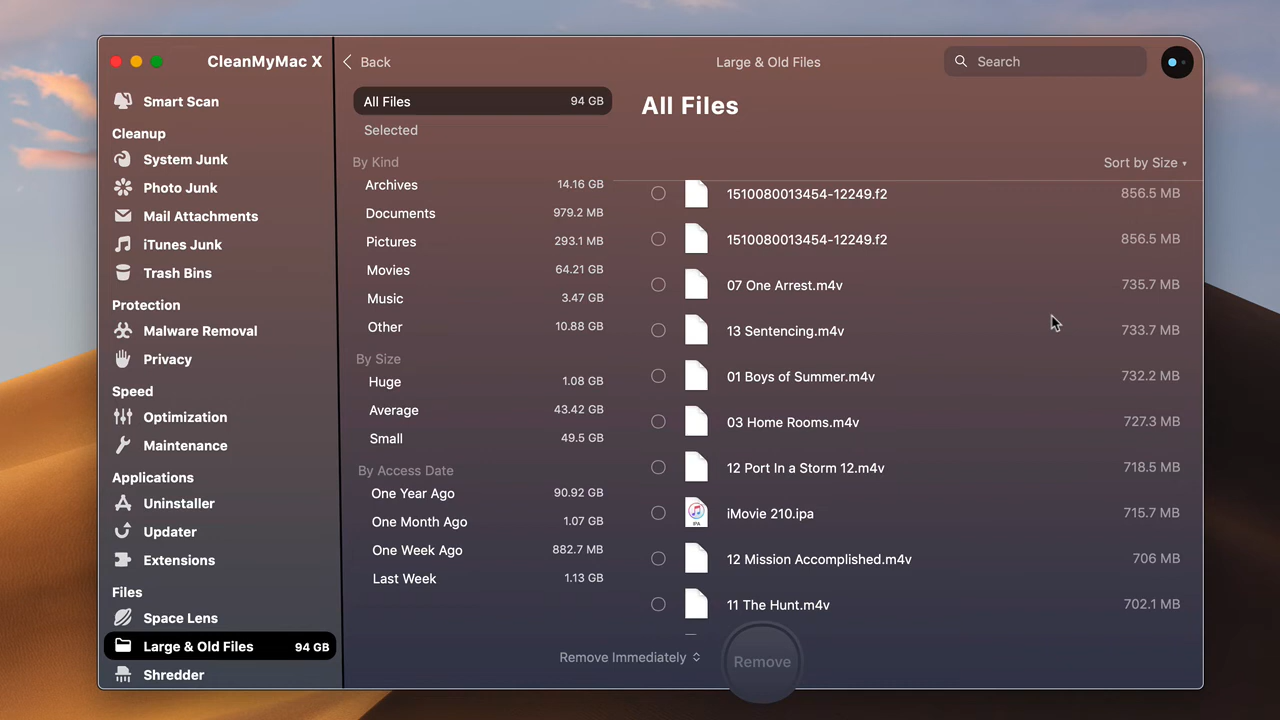 CleanMyMac X
Smart Scan
Cleanup
System Junk
Photo Junk
Mail Attachments
iTunes Junk
Trash Bins
Protection
Malware Removal
Privacy
Speed
Optimization
Maintenance
Applications
Uninstaller
Updater
Extensions
Files
Space Lens
Large & Old Files 94 GB
Shredder
Back
Large & Old Files
Search
All Files 94 GB
Selected
By Kind
Archives 14.16 GB
Documents 979.2 MB
Pictures 293.1 MB
Movies 64.21 GB
Music 3.47 GB
Other 10.88 GB
By Size
Huge 1.08 GB
Average 43.42 GB
Small 49.5 GB
By Access Date
One Year Ago 90.92 GB
One Month Ago 1.07 GB
One Week Ago 882.7 MB
Last Week 1.13 GB
All Files
Sort by Size
1510080013454-12249.f2 856.5 MB
1510080013454-12249.f2 856.5 MB
07 One Arrest.m4v 735.7 MB
13 Sentencing.m4v 733.7 MB
01 Boys of Summer.m4v 732.2 MB
03 Home Rooms.m4v 727.3 MB
12 Port In a Storm 12.m4v 718.5 MB
IPA
iMovie 210.ipa 715.7 MB
12 Mission Accomplished.m4v 706 MB
11 The Hunt.m4v 702.1 MB
Remove Immediately
Remove